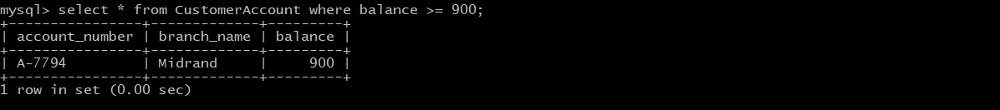 mysql> select * from CustomerAccount where balance >= 900;
+----------------+-------------+---------+
| account_number | branch_name | balance |
+----------------+-------------+---------+
| A-7794         | Midrand     |     900 |
+----------------+-------------+---------+
1 row in set (0.00 sec)